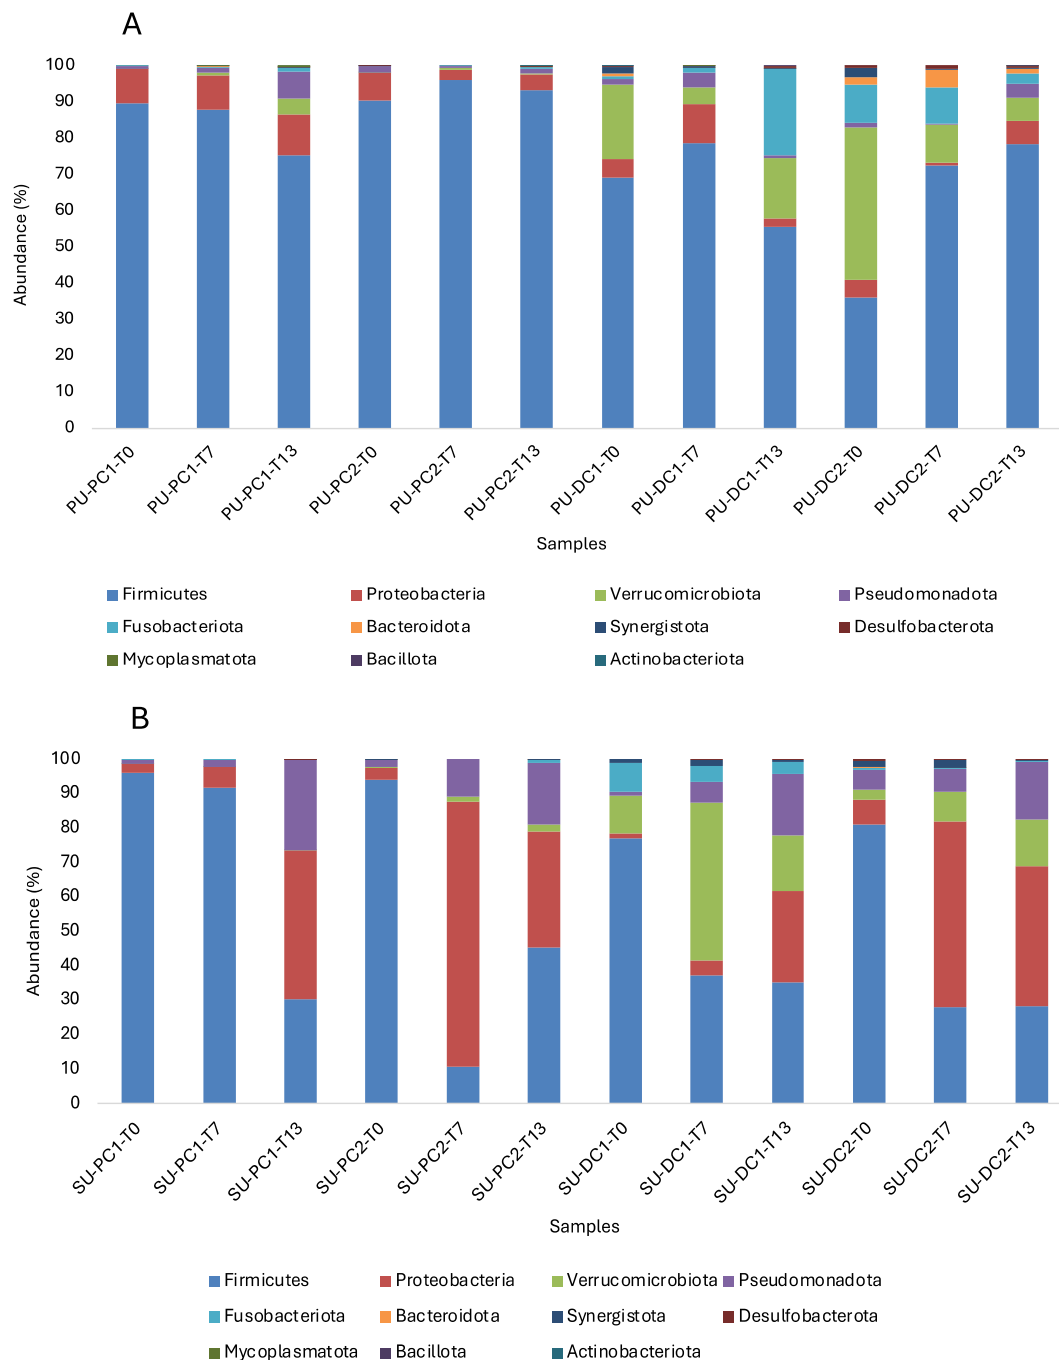 A
100
90
80
70
60
50
40
30
20
10
0
Abundance (%)
PU-PC1-T0
PU-PC1-T7
PU-PC1-T13
PU-PC2-T0
PU-PC2-T7
PU-PC2-T13
PU-DC1-T0
PU-DC1-T7
PU-DC1-T13
PU-DC2-T0
PU-DC2-T7
PU-DC2-T13
Samples
Firmicutes Proteobacteria Verrucomicrobiota Pseudomonadota
Fusobacteriota Bacteroidota Synergistota Desulfobacterota
Mycoplasmatota Bacillota Actinobacteriota
B
100
90
80
70
60
50
40
30
20
10
0
Abundance (%)
SU-PC1-T0
SU-PC1-T7
SU-PC1-T13
SU-PC2-T0
SU-PC2-T7
SU-PC2-T13
SU-DC1-T0
SU-DC1-T7
SU-DC1-T13
SU-DC2-T0
SU-DC2-T7
SU-DC2-T13
Samples
Firmicutes Proteobacteria Verrucomicrobiota Pseudomonadota
Fusobacteriota Bacteroidota Synergistota Desulfobacterota
Mycoplasmatota Bacillota Actinobacteriota